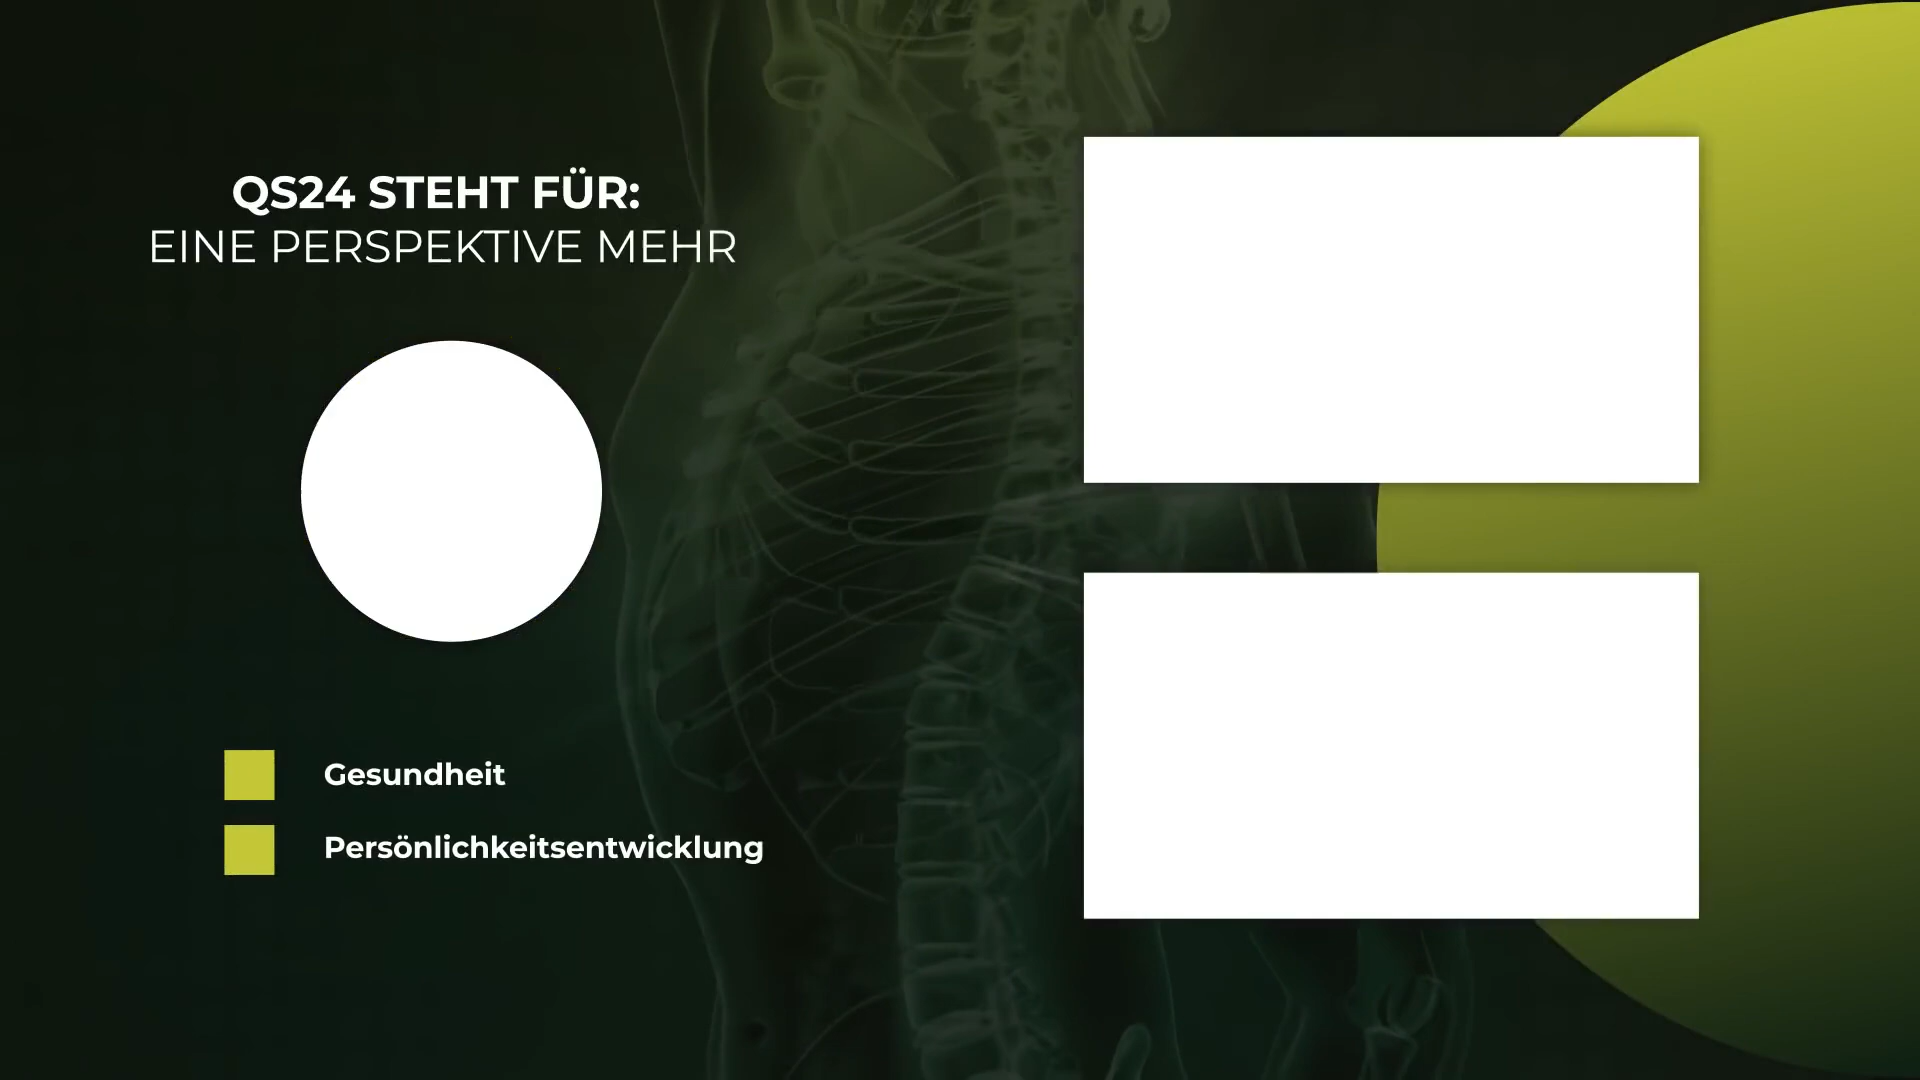 QS24 STEHT FÜR:
EINE PERSPEKTIVE MEHR
Gesundheit
Persönlichkeitsentwicklung